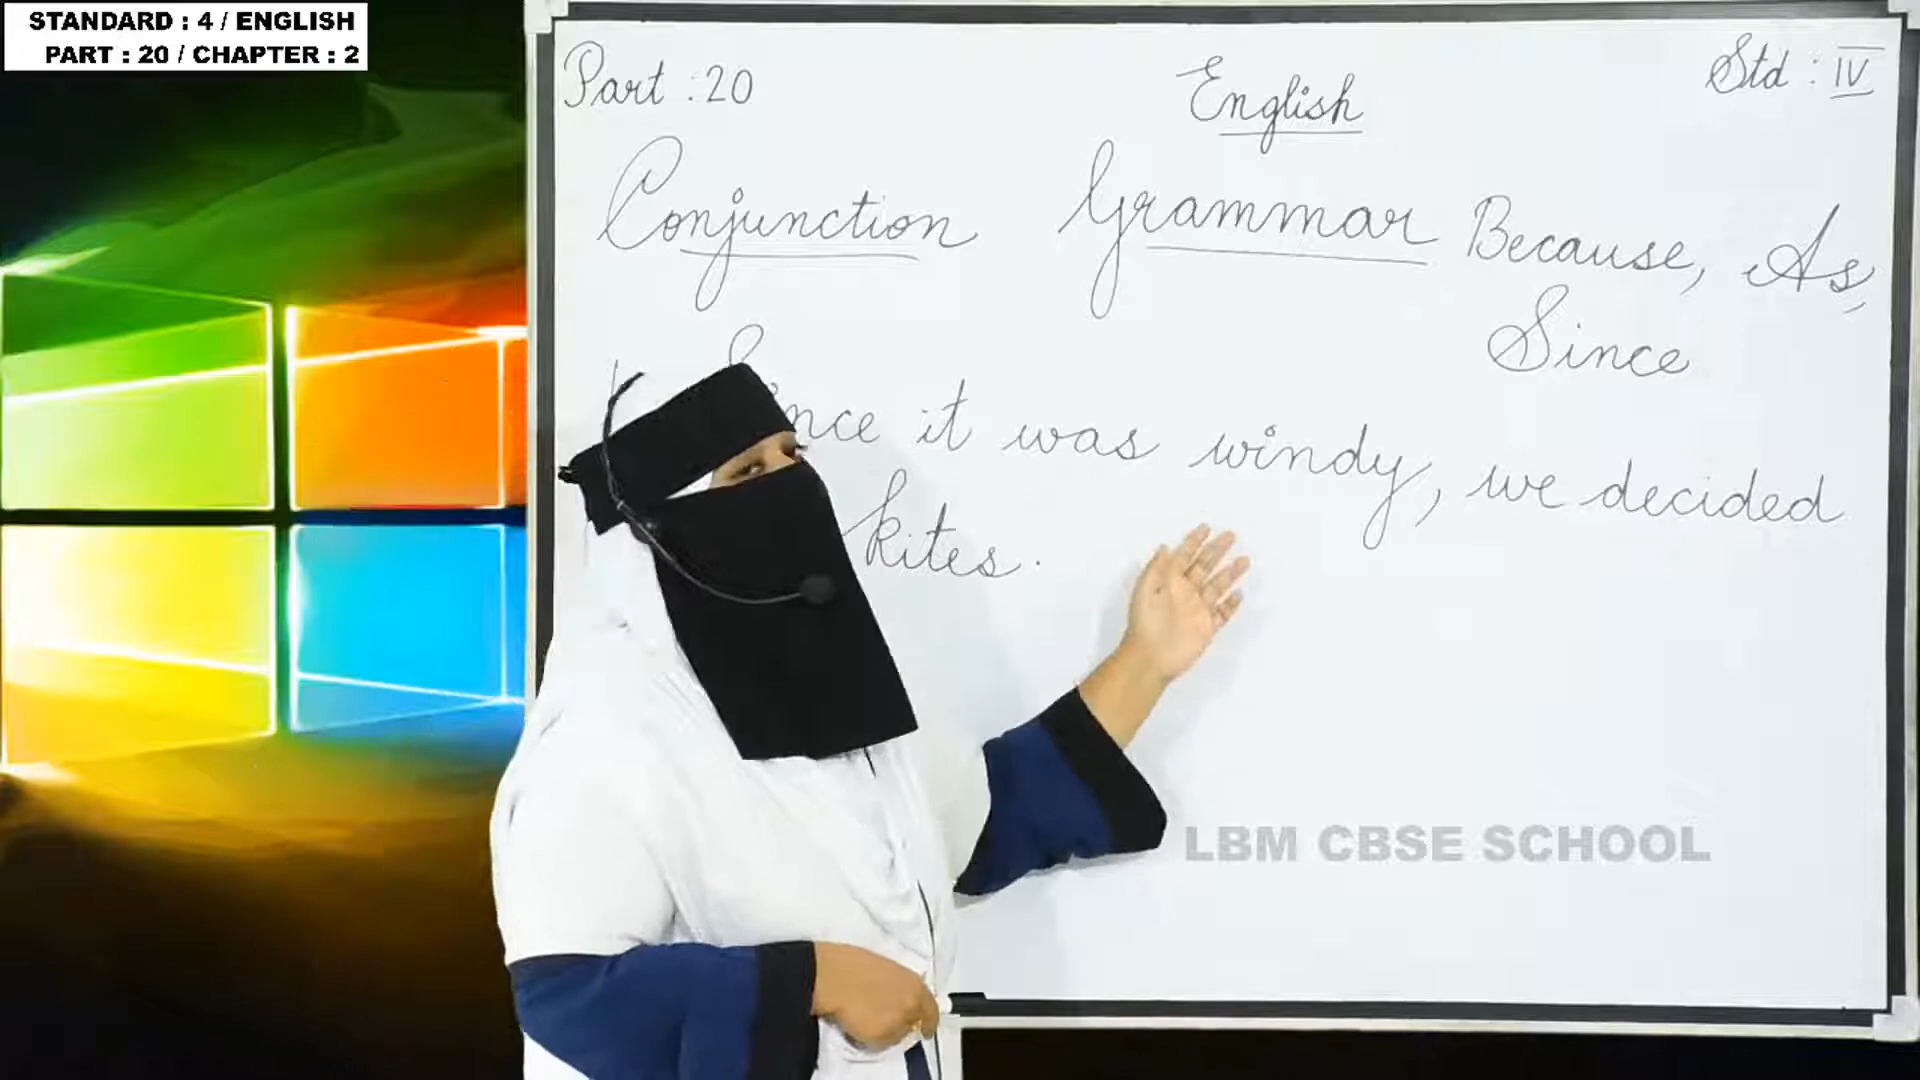 STANDARD : 4 / ENGLISH
PART : 20 / CHAPTER : 2
Part : 20
English
Std : IV
Conjunction
Grammar
Because, As,
Since
it was windy, we decided
kites.
LBM CBSE SCHOOL